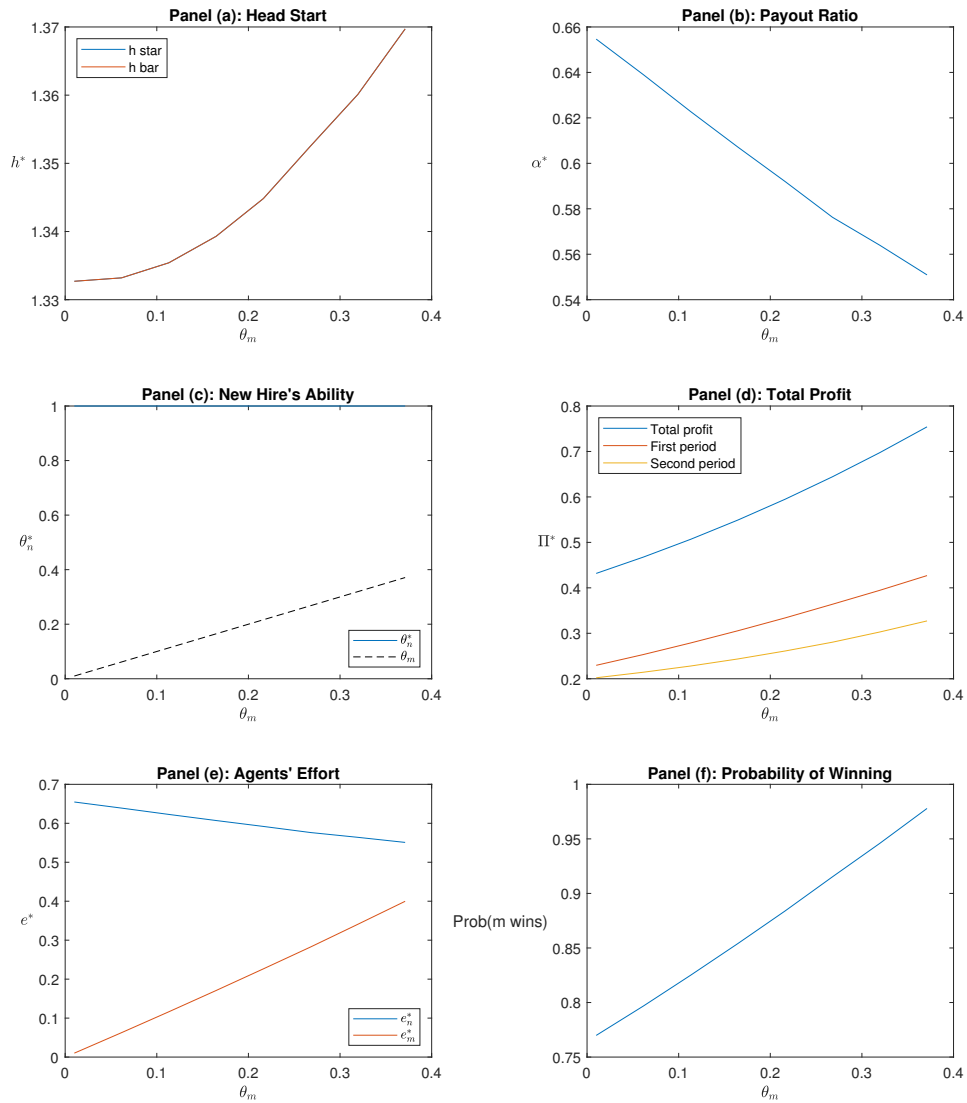 Panel (a): Head Start
1.37
1.36
1.35
1.34
1.33
h*
h star
h bar
0 0.1 0.2 0.3 0.4
θm
Panel (b): Payout Ratio
0.66
0.64
0.62
0.6
0.58
0.56
0.54
α*
0 0.1 0.2 0.3 0.4
θm
Panel (c): New Hire's Ability
1
0.8
0.6
0.4
0.2
0
θ*n
θ*n
θm
0 0.1 0.2 0.3 0.4
θm
Panel (d): Total Profit
0.8
0.7
0.6
0.5
0.4
0.3
0.2
Π*
Total profit
First period
Second period
0 0.1 0.2 0.3 0.4
θm
Panel (e): Agents' Effort
0.7
0.6
0.5
0.4
0.3
0.2
0.1
0
e*
e*n
e*m
0 0.1 0.2 0.3 0.4
θm
Panel (f): Probability of Winning
1
0.95
0.9
0.85
0.8
0.75
Prob(m wins)
0 0.1 0.2 0.3 0.4
θm